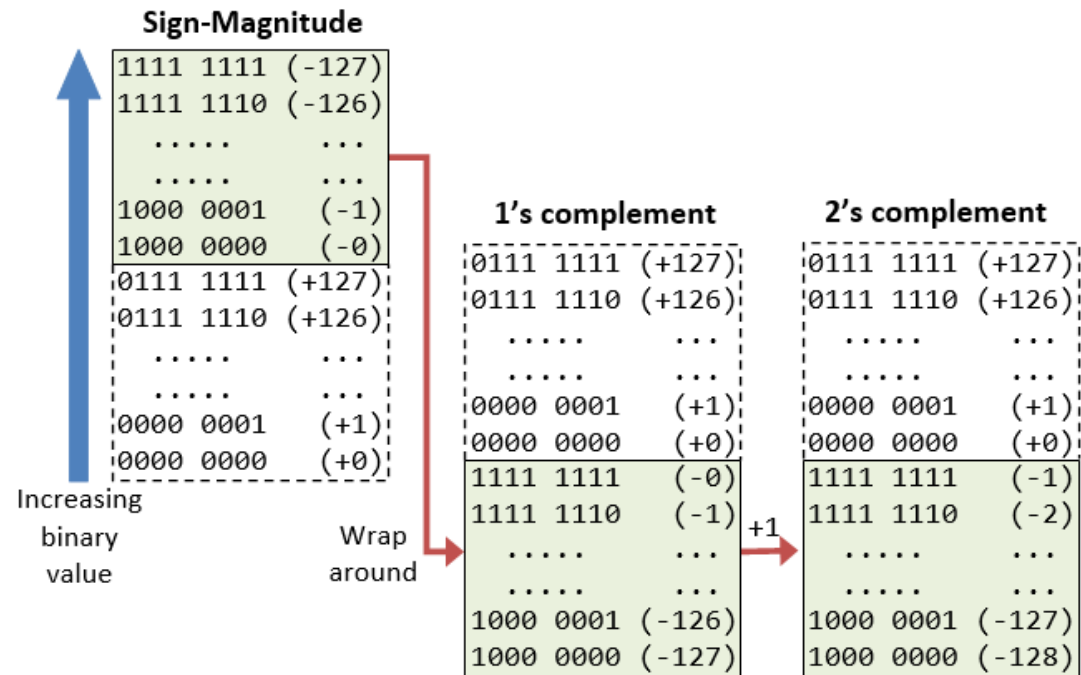 Sign-Magnitude
1111 1111 (-127)
1111 1110 (-126)
..... ...
..... ...
1000 0001 (-1)
1000 0000 (-0)
0111 1111 (+127)
0111 1110 (+126)
..... ...
..... ...
0000 0001 (+1)
0000 0000 (+0)
Increasing
binary
value
Wrap
around
1's complement
0111 1111 (+127)
0111 1110 (+126)
..... ...
..... ...
0000 0001 (+1)
0000 0000 (+0)
1111 1111 (-0)
1111 1110 (-1)
..... ...
..... ...
1000 0001 (-126)
1000 0000 (-127)
+1
2's complement
0111 1111 (+127)
0111 1110 (+126)
..... ...
..... ...
0000 0001 (+1)
0000 0000 (+0)
1111 1111 (-1)
1111 1110 (-2)
..... ...
..... ...
1000 0001 (-127)
1000 0000 (-128)